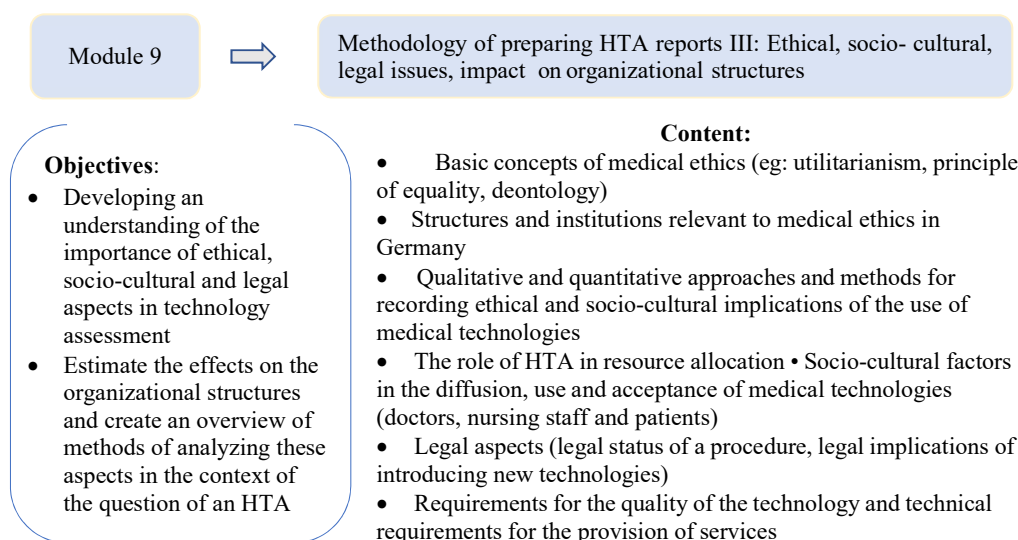 Module 9
Methodology of preparing HTA reports III: Ethical, socio- cultural,
legal issues, impact on organizational structures
Objectives:
• Developing an
understanding of the
importance of ethical,
socio-cultural and legal
aspects in technology
assessment
• Estimate the effects on the
organizational structures
and create an overview of
methods of analyzing these
aspects in the context of
the question of an HTA
Content:
• Basic concepts of medical ethics (eg: utilitarianism, principle
of equality, deontology)
• Structures and institutions relevant to medical ethics in
Germany
• Qualitative and quantitative approaches and methods for
recording ethical and socio-cultural implications of the use of
medical technologies
• The role of HTA in resource allocation • Socio-cultural factors
in the diffusion, use and acceptance of medical technologies
(doctors, nursing staff and patients)
• Legal aspects (legal status of a procedure, legal implications of
introducing new technologies)
• Requirements for the quality of the technology and technical
requirements for the provision of services